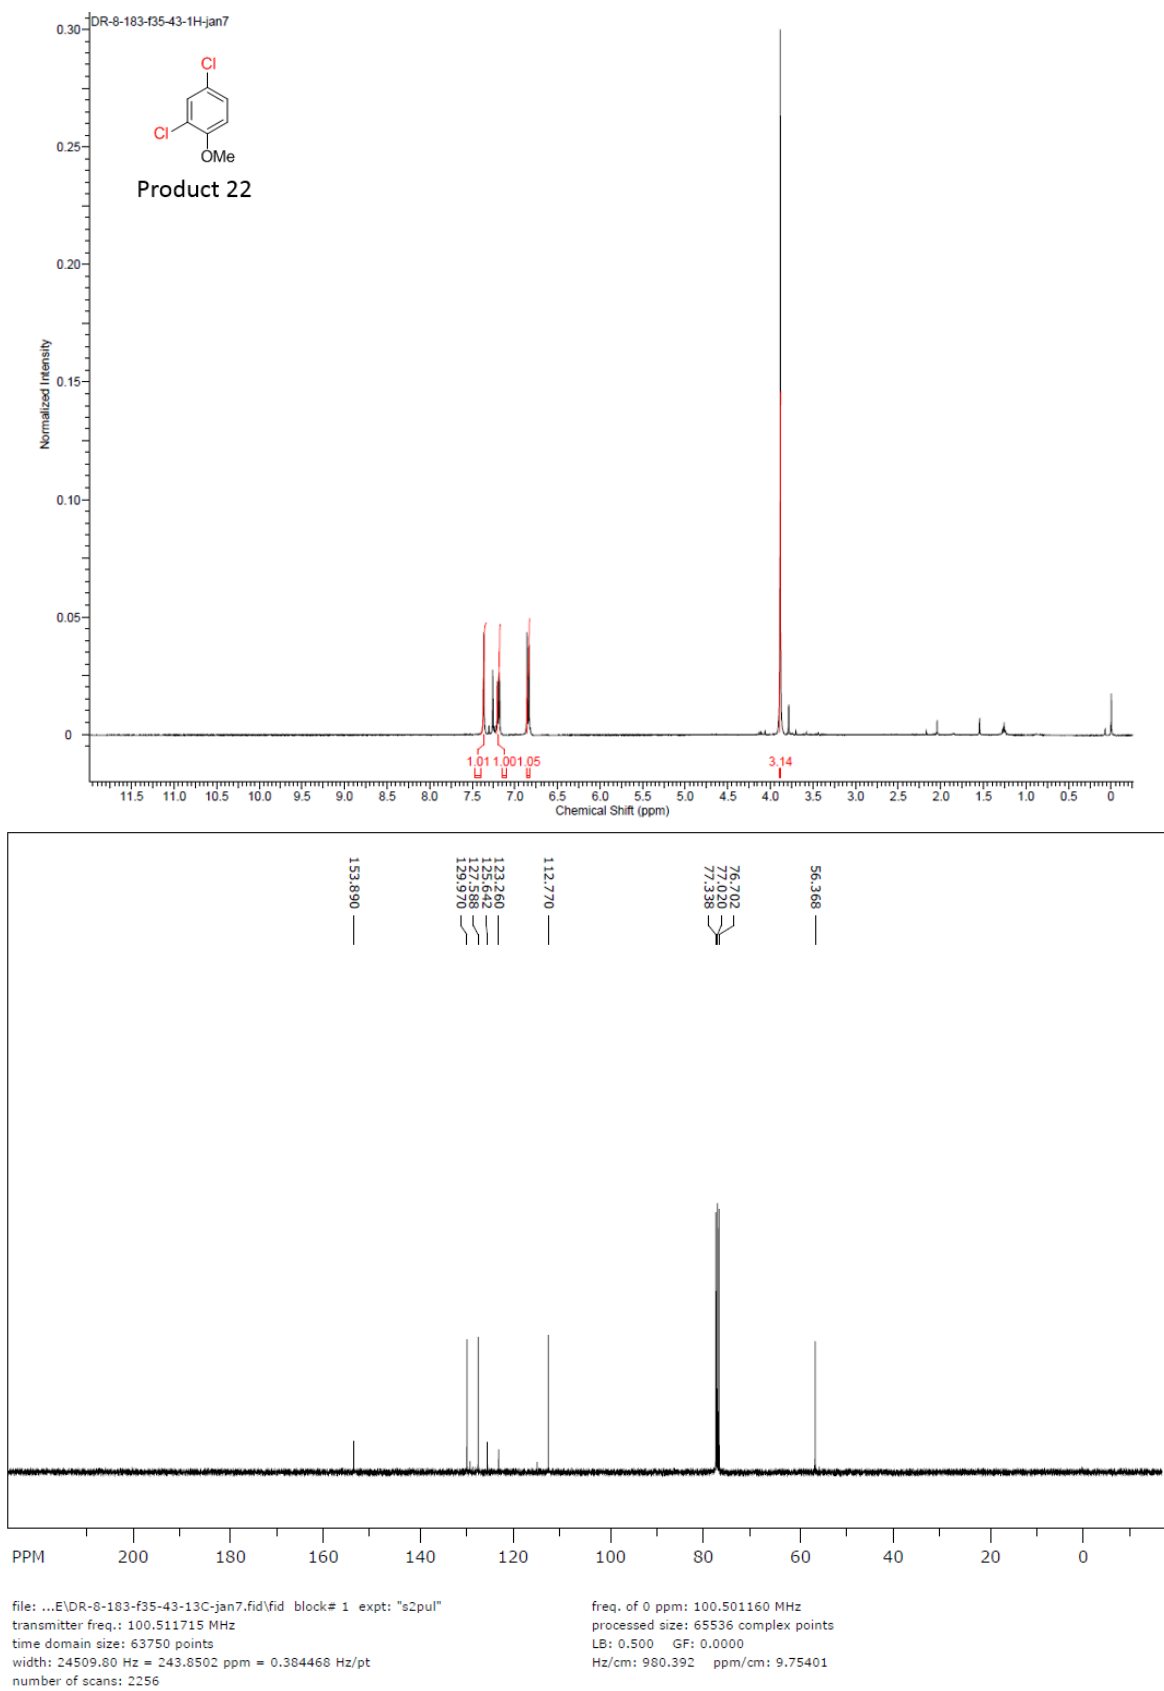 DR-8-183-f35-43-1H-jan7
Cl
Cl
OMe
Product 22
Normalized Intensity
0.30
0.25
0.20
0.15
0.10
0.05
0
1.01 1.00 1.05 3.14
11.5 11.0 10.5 10.0 9.5 9.0 8.5 8.0 7.5 7.0 6.5 6.0 5.5 5.0 4.5 4.0 3.5 3.0 2.5 2.0 1.5 1.0 0.5 0
Chemical Shift (ppm)
153.890
129.970
127.588
125.642
123.260
112.770
77.338
77.020
76.702
56.368
PPM 200 180 160 140 120 100 80 60 40 20 0
file: ...E\DR-8-183-f35-43-13C-jan7.fid\fid block# 1 expt: "s2pul"
transmitter freq.: 100.511715 MHz
time domain size: 63750 points
width: 24509.80 Hz = 243.8502 ppm = 0.384468 Hz/pt
number of scans: 2256
freq. of 0 ppm: 100.501160 MHz
processed size: 65536 complex points
LB: 0.500 GF: 0.0000
Hz/cm: 980.392 ppm/cm: 9.75401